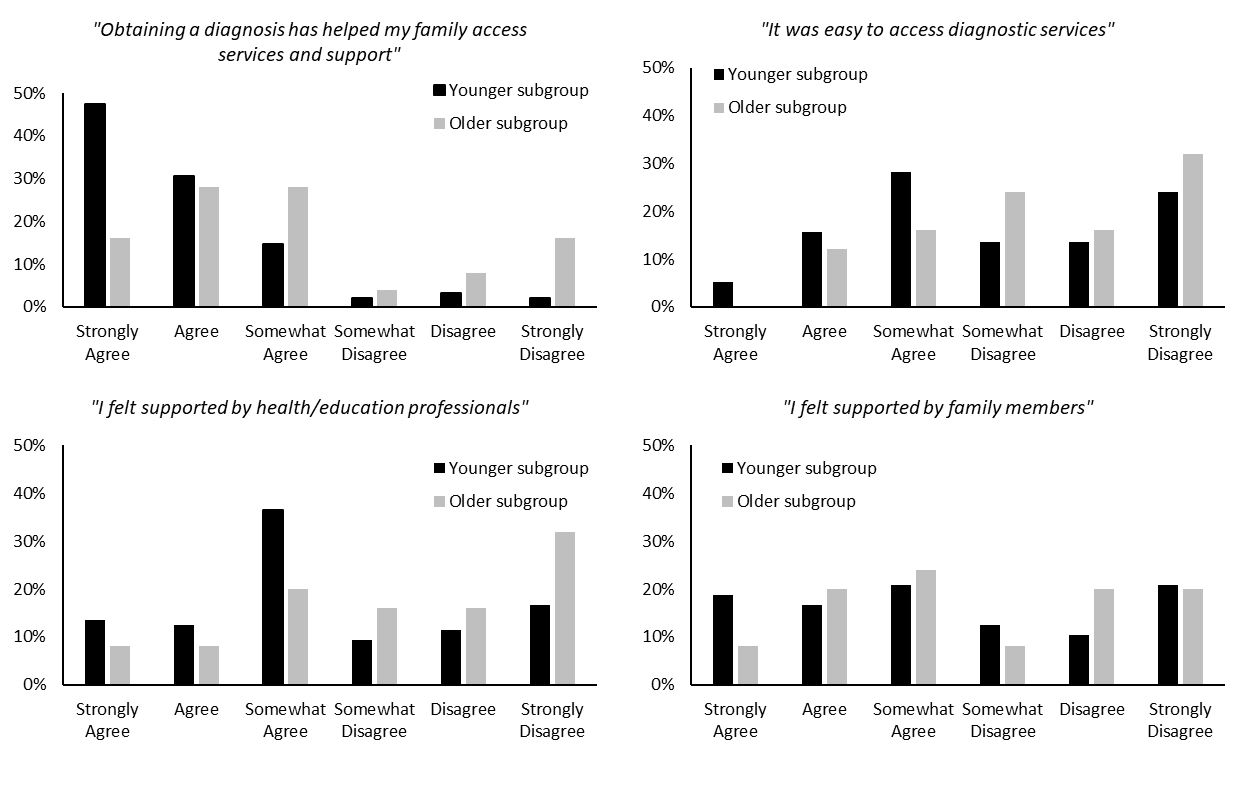 "Obtaining a diagnosis has helped my family access
services and support"
Younger subgroup
Older subgroup
50%
40%
30%
20%
10%
0%
Strongly Agree Somewhat Somewhat Disagree Strongly
Agree Agree Disagree Disagree
"It was easy to access diagnostic services"
Younger subgroup
Older subgroup
50%
40%
30%
20%
10%
0%
Strongly Agree Somewhat Somewhat Disagree Strongly
Agree Agree Disagree Disagree
"I felt supported by health/education professionals"
Younger subgroup
Older subgroup
50%
40%
30%
20%
10%
0%
Strongly Agree Somewhat Somewhat Disagree Strongly
Agree Agree Disagree Disagree
"I felt supported by family members"
Younger subgroup
Older subgroup
50%
40%
30%
20%
10%
0%
Strongly Agree Somewhat Somewhat Disagree Strongly
Agree Agree Disagree Disagree